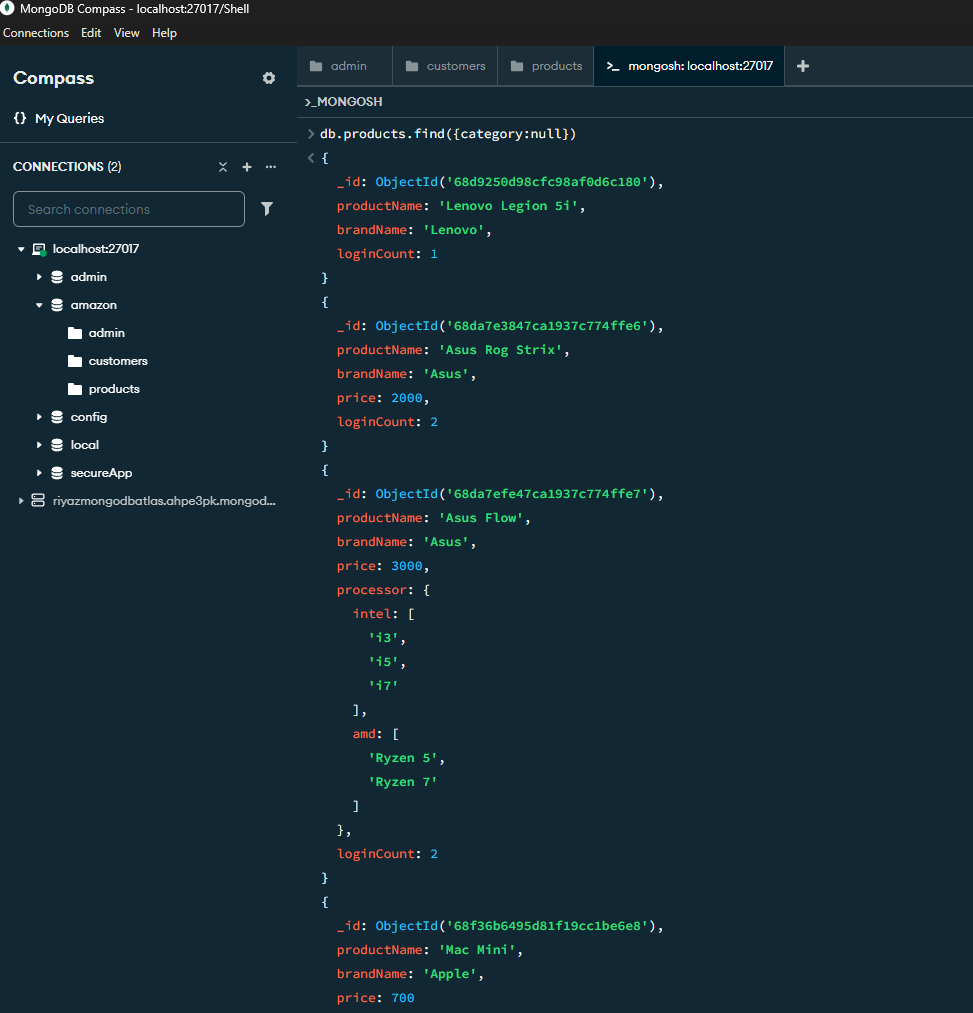 MongoDB Compass - localhost:27017/Shell
Connections Edit View Help
Compass
{} My Queries
CONNECTIONS (2)
Search connections
localhost:27017
admin
amazon
admin
customers
products
config
local
secureApp
riyazmongodbatlas.ahpe3pk.mongod...
admin
customers
products
>_ mongosh: localhost:27017
>_MONGOSH
> db.products.find({category:null})
< {
_id: ObjectId('68d9250d98cfc98af0d6c180'),
productName: 'Lenovo Legion 5i',
brandName: 'Lenovo',
loginCount: 1
}
{
_id: ObjectId('68da7e3847ca1937c774ffe6'),
productName: 'Asus Rog Strix',
brandName: 'Asus',
price: 2000,
loginCount: 2
}
{
_id: ObjectId('68da7efe47ca1937c774ffe7'),
productName: 'Asus Flow',
brandName: 'Asus',
price: 3000,
processor: {
intel: [
'i3',
'i5',
'i7'
],
amd: [
'Ryzen 5',
'Ryzen 7'
]
},
loginCount: 2
}
{
_id: ObjectId('68f36b6495d81f19cc1be6e8'),
productName: 'Mac Mini',
brandName: 'Apple',
price: 700